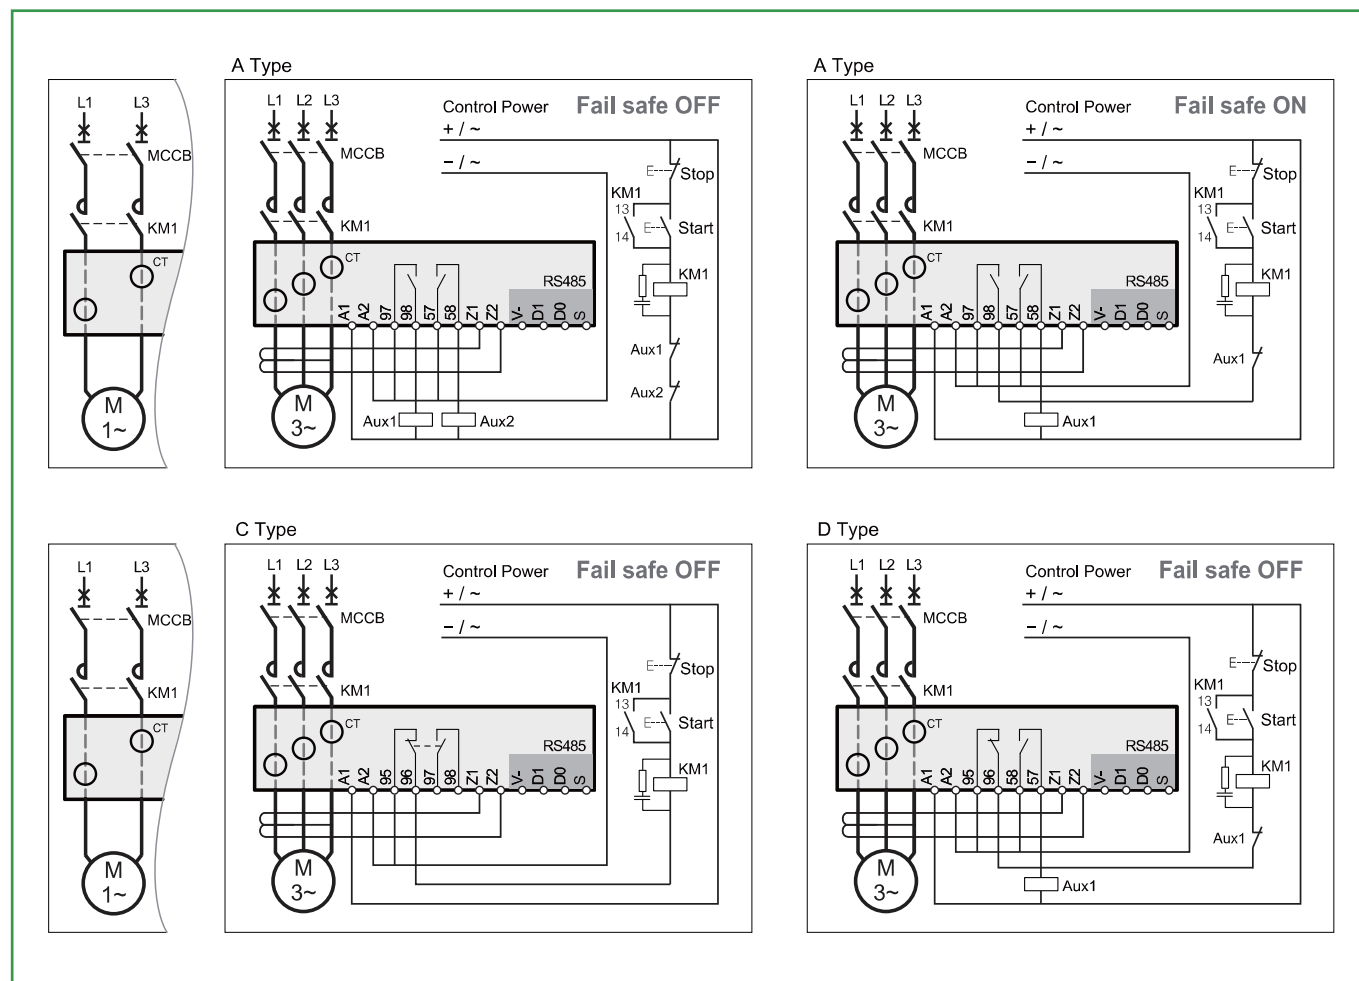 A Type
L1 L3
MCCB
KM1
CT
M
1~
L1 L2 L3
MCCB
KM1
CT
Control Power
Fail safe OFF
+ / ~
– / ~
Stop
KM1
13
14
E
Start
KM1
RS485
A1 A2 97 98 57 58 Z1 Z2 V- D1 D0 S
Aux1
Aux2
M
3~
Aux1
Aux2
A Type
L1 L2 L3
MCCB
KM1
CT
Control Power
Fail safe ON
+ / ~
– / ~
E
Stop
KM1
13
14
E
Start
KM1
RS485
A1 A2 97 98 57 58 Z1 Z2 V- D1 D0 S
Aux1
M
3~
Aux1
C Type
L1 L3
MCCB
KM1
CT
M
1~
L1 L2 L3
MCCB
KM1
CT
Control Power
Fail safe OFF
+ / ~
– / ~
E
Stop
KM1
13
14
E
Start
KM1
RS485
A1 A2 95 96 97 98 Z1 Z2 V- D1 D0 S
M
3~
D Type
L1 L2 L3
MCCB
KM1
CT
Control Power
Fail safe OFF
+ / ~
– / ~
E
Stop
KM1
13
14
E
Start
KM1
RS485
A1 A2 95 96 58 57 Z1 Z2 V- D1 D0 S
Aux1
M
3~
Aux1